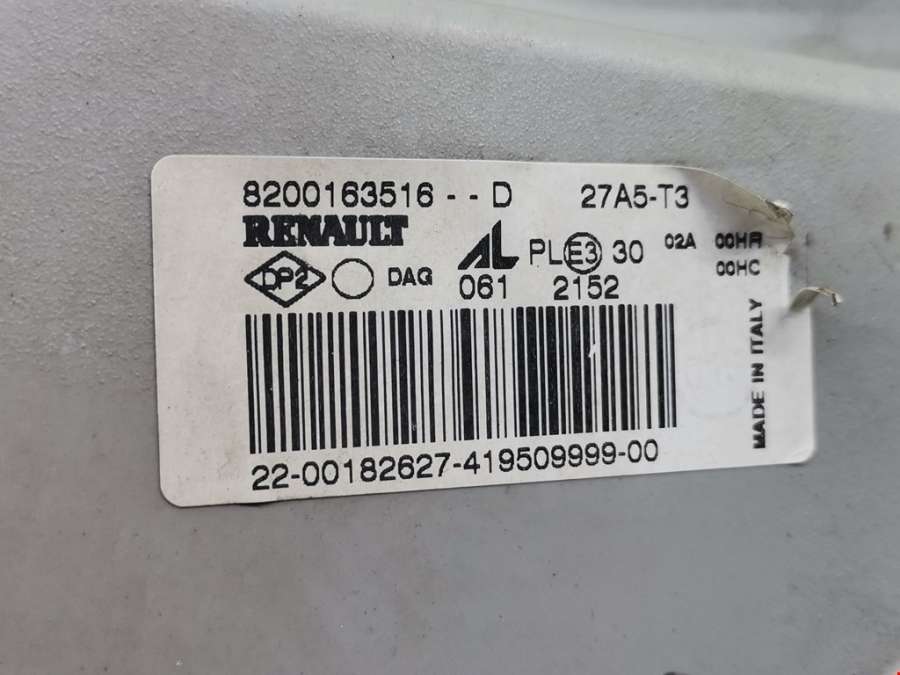 8200163516 - - D 27A5-T3
RENAULT
AL PL E3 30 02A 00HR
00HC
DP2 DAG 061 2152
MADE IN ITALY
22-00182627-419509999-00